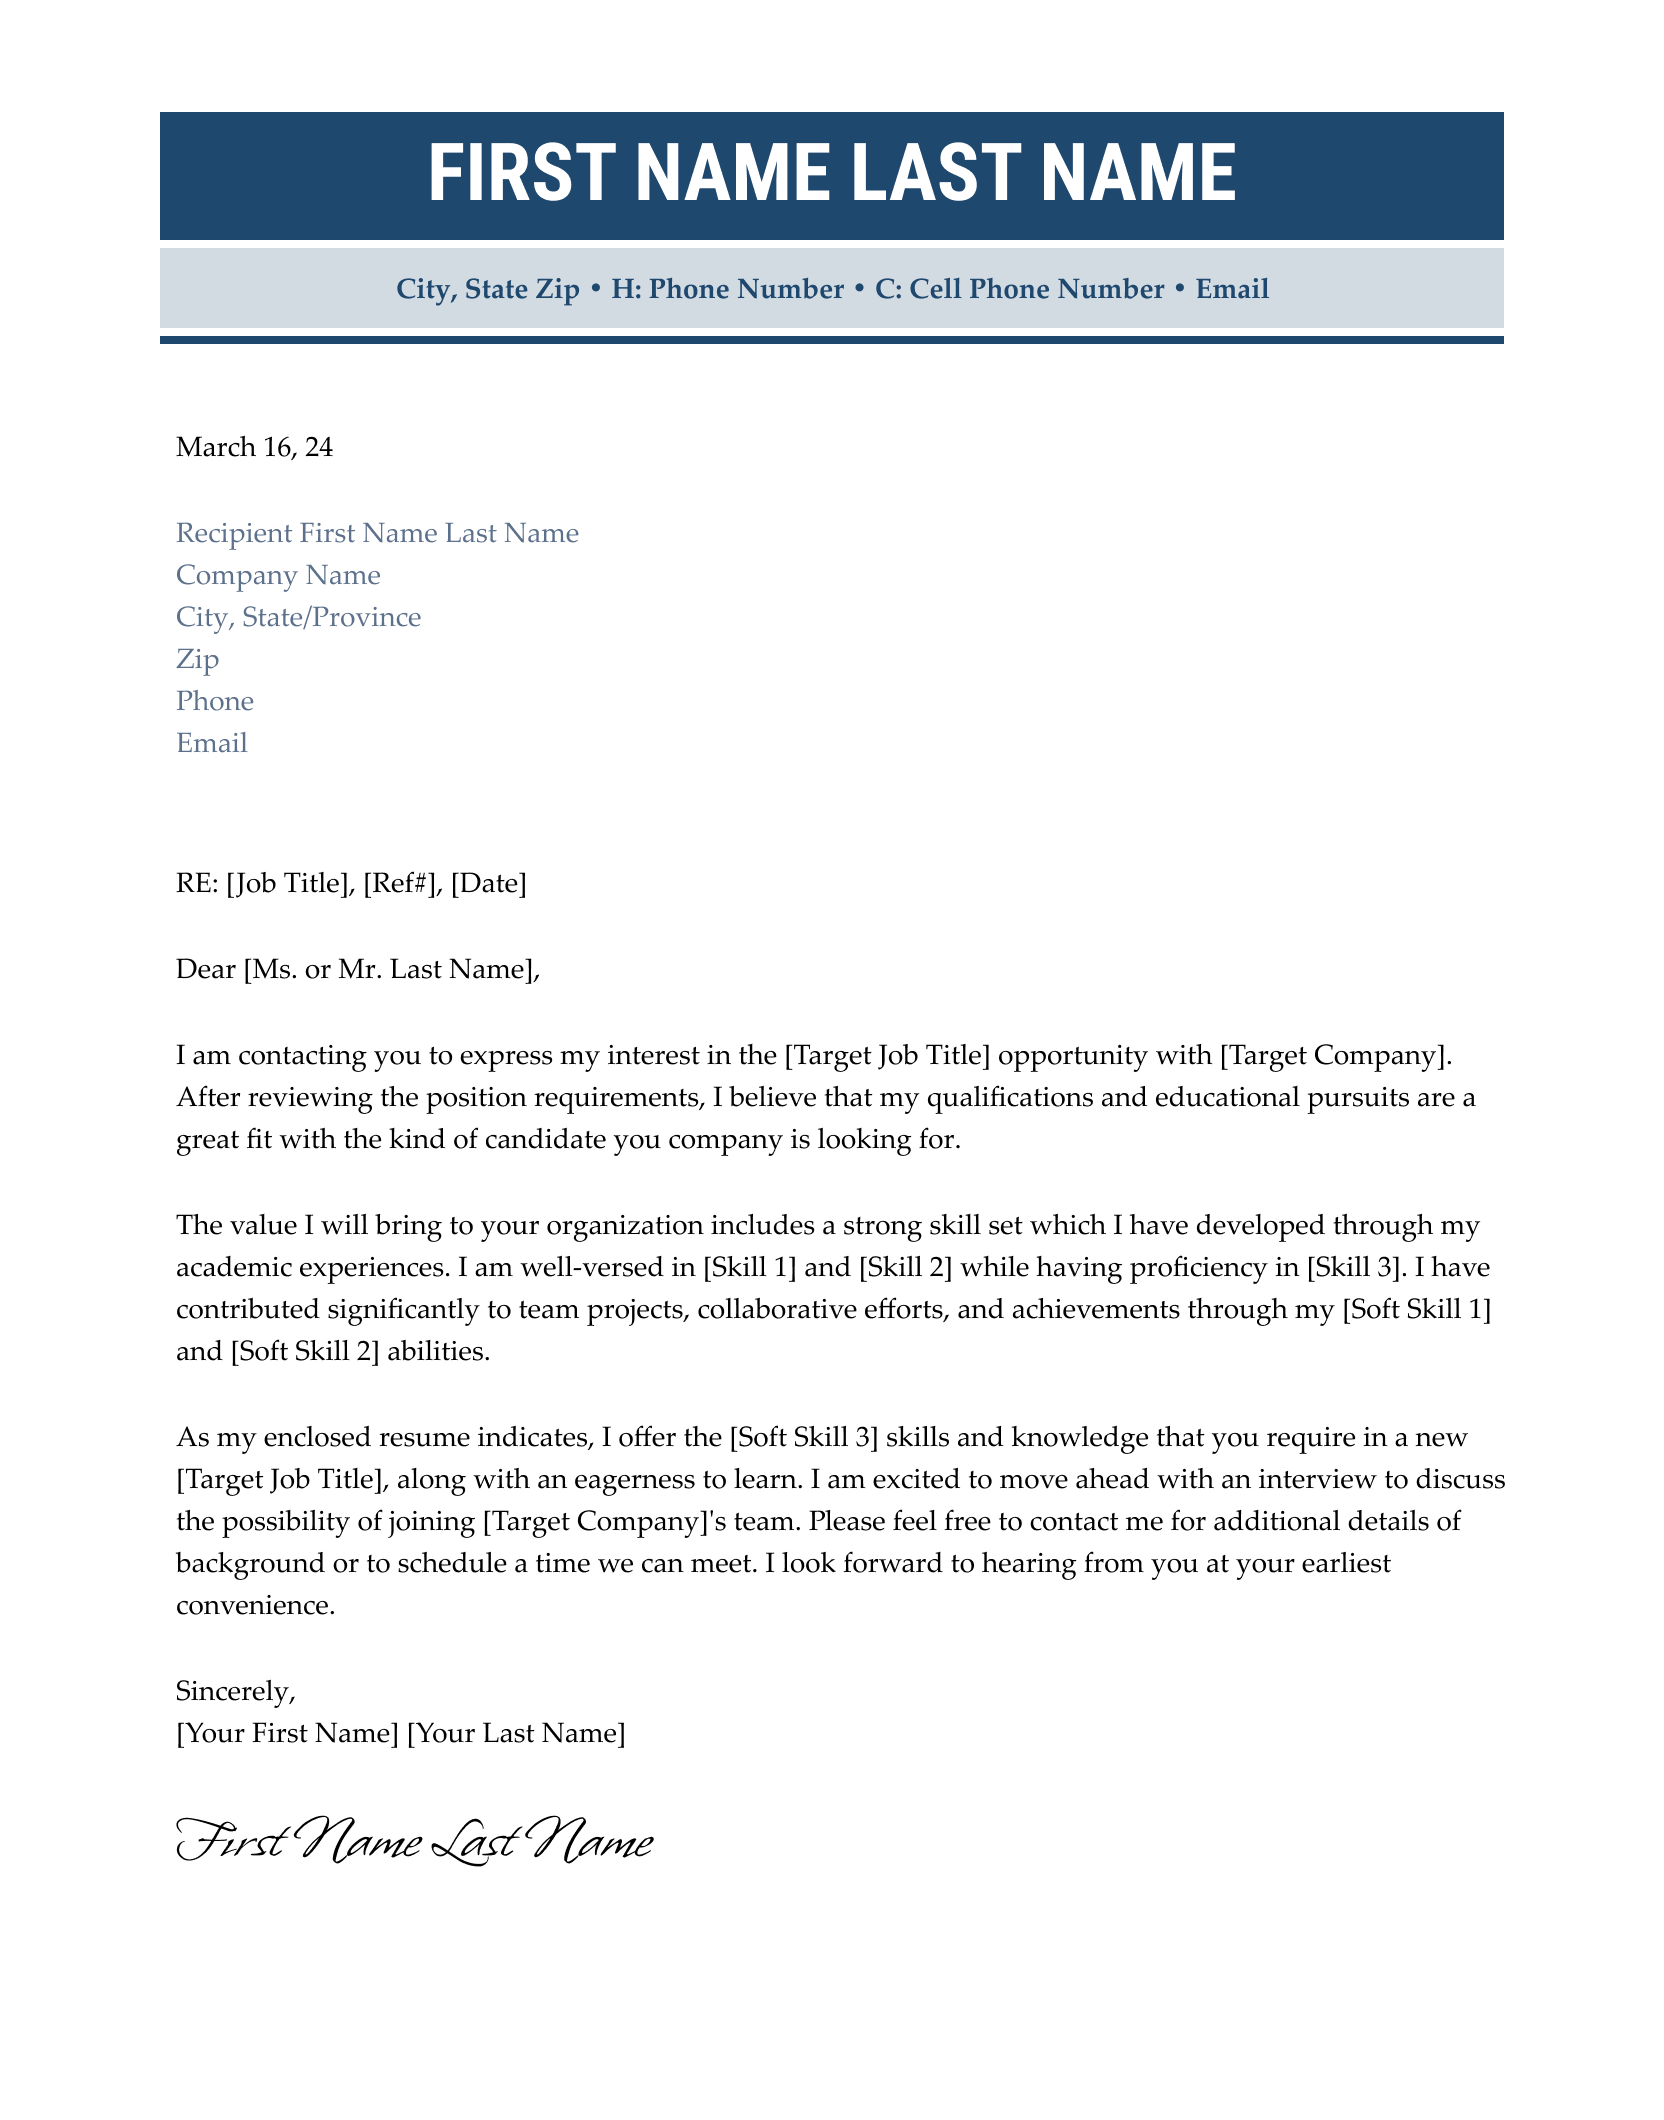 FIRST NAME LAST NAME
City, State Zip • H: Phone Number • C: Cell Phone Number • Email
March 16, 24
Recipient First Name Last Name
Company Name
City, State/Province
Zip
Phone
Email
RE: [Job Title], [Ref#], [Date]
Dear [Ms. or Mr. Last Name],
I am contacting you to express my interest in the [Target Job Title] opportunity with [Target Company].
After reviewing the position requirements, I believe that my qualifications and educational pursuits are a
great fit with the kind of candidate you company is looking for.
The value I will bring to your organization includes a strong skill set which I have developed through my
academic experiences. I am well-versed in [Skill 1] and [Skill 2] while having proficiency in [Skill 3]. I have
contributed significantly to team projects, collaborative efforts, and achievements through my [Soft Skill 1]
and [Soft Skill 2] abilities.
As my enclosed resume indicates, I offer the [Soft Skill 3] skills and knowledge that you require in a new
[Target Job Title], along with an eagerness to learn. I am excited to move ahead with an interview to discuss
the possibility of joining [Target Company]'s team. Please feel free to contact me for additional details of
background or to schedule a time we can meet. I look forward to hearing from you at your earliest
convenience.
Sincerely,
[Your First Name] [Your Last Name]
First Name Last Name